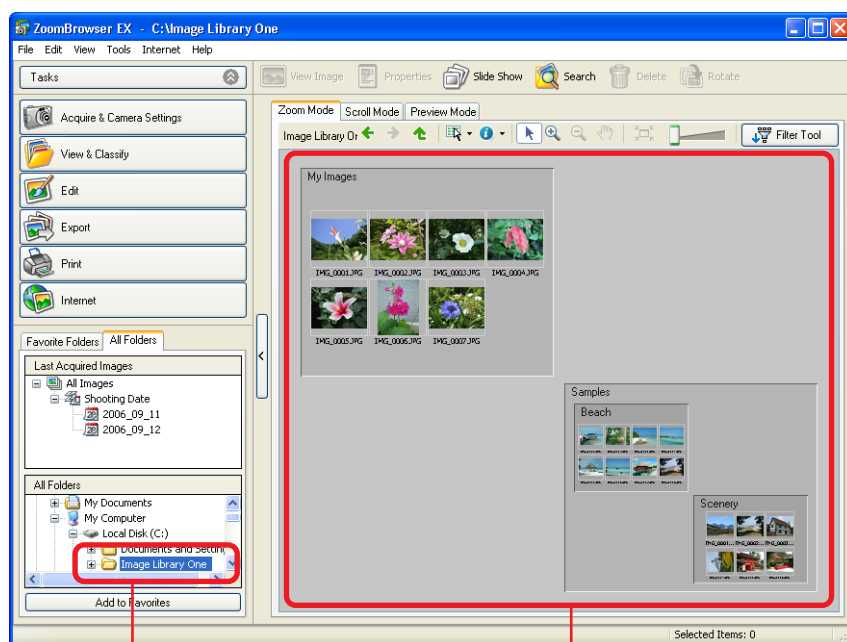 ZoomBrowser EX - C:\Image Library One
File Edit View Tools Internet Help
Tasks
View Image Properties Slide Show Search Delete Rotate
Acquire & Camera Settings
View & Classify
Edit
Export
Print
Internet
Zoom Mode Scroll Mode Preview Mode
Image Library Or
Filter Tool
My Images
IMG_0001.JPG IMG_0002.JPG IMG_0003.JPG IMG_0004.JPG
IMG_0005.JPG IMG_0006.JPG IMG_0007.JPG
Samples
Beach
Scenery
Favorite Folders All Folders
Last Acquired Images
All Images
Shooting Date
2006_09_11
2006_09_12
All Folders
My Documents
My Computer
Local Disk (C:)
Documents and Setting
Image Library One
Add to Favorites
Selected Items: 0